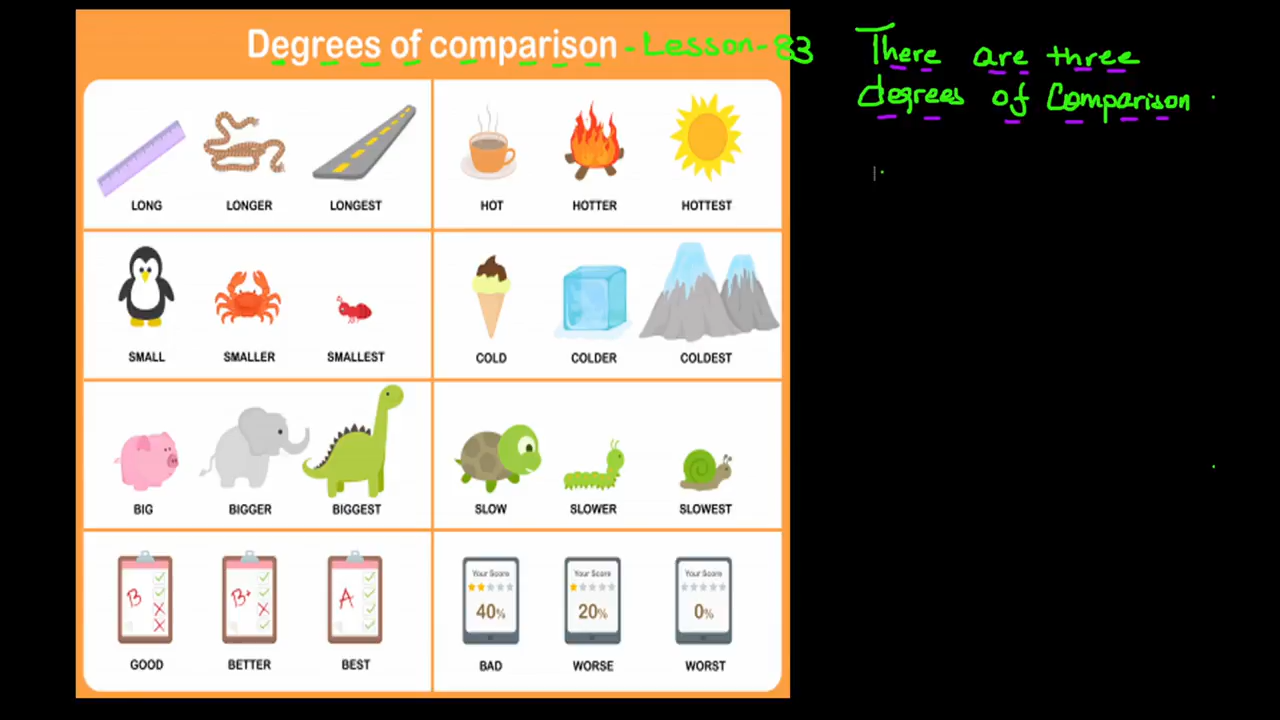 Degrees of comparison - Lesson - 83
There are three
degrees of Comparison
LONG LONGER LONGEST
HOT HOTTER HOTTEST
SMALL SMALLER SMALLEST
COLD COLDER COLDEST
BIG BIGGER BIGGEST
SLOW SLOWER SLOWEST
B B+ A
GOOD BETTER BEST
Your Score Your Score Your Score
40% 20% 0%
BAD WORSE WORST